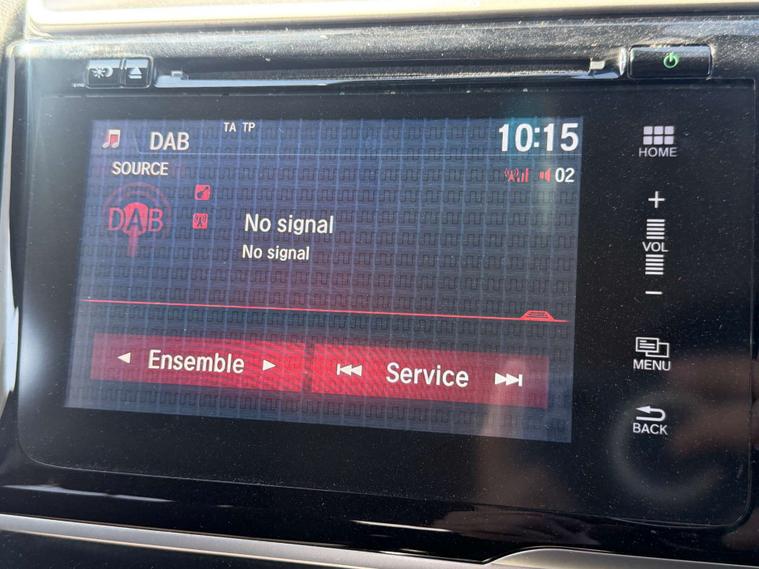 TA TP
DAB
10:15
SOURCE
02
DAB
No signal
No signal
Ensemble
Service
HOME
+
VOL
−
MENU
BACK